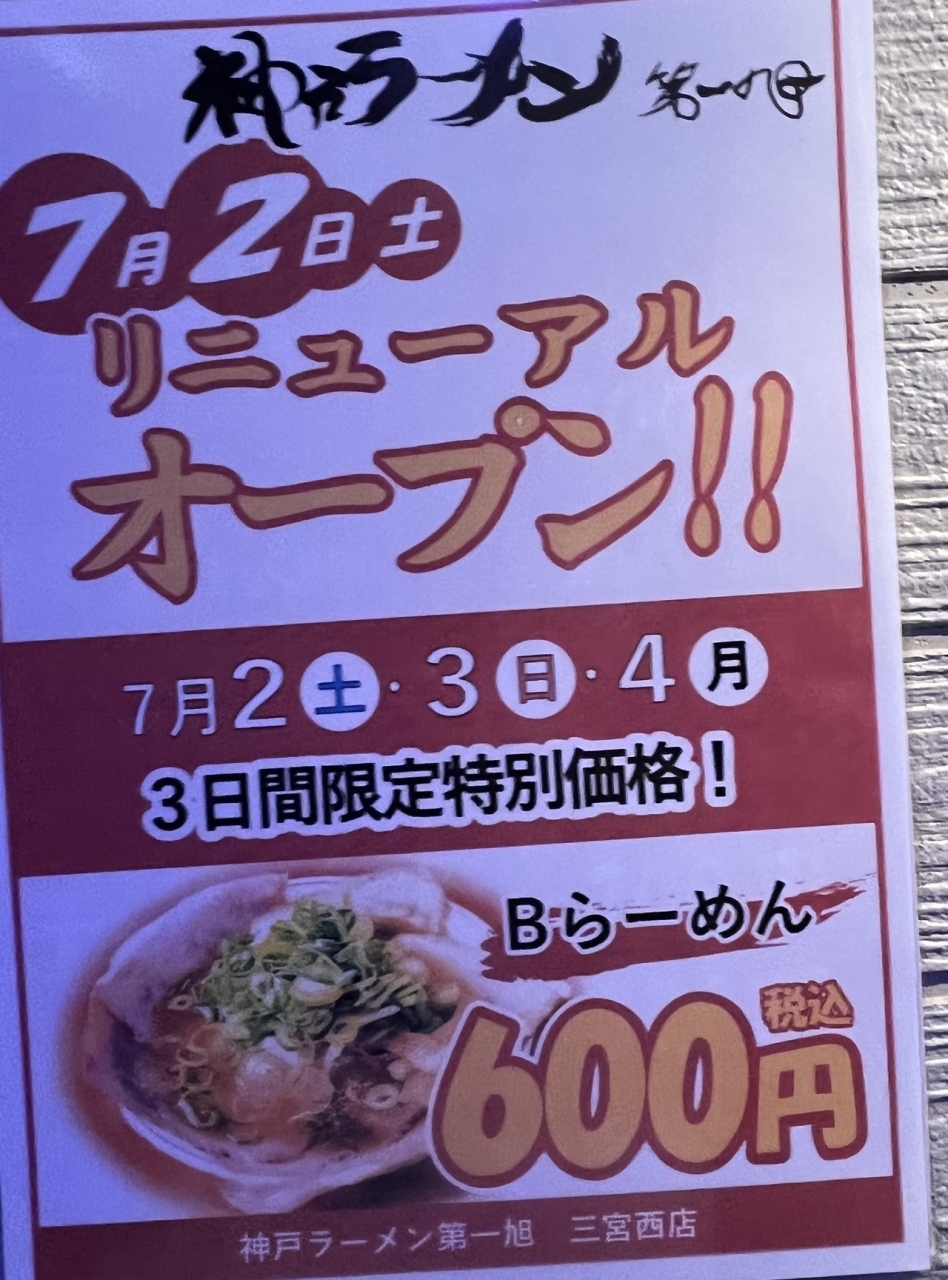 神戸ラーメン 第一旭
7月2日土
リニューアル
オープン!!
7月2土・3日・4月
3日間限定特別価格！
Bらーめん
600円 税込
神戸ラーメン第一旭 三宮西店